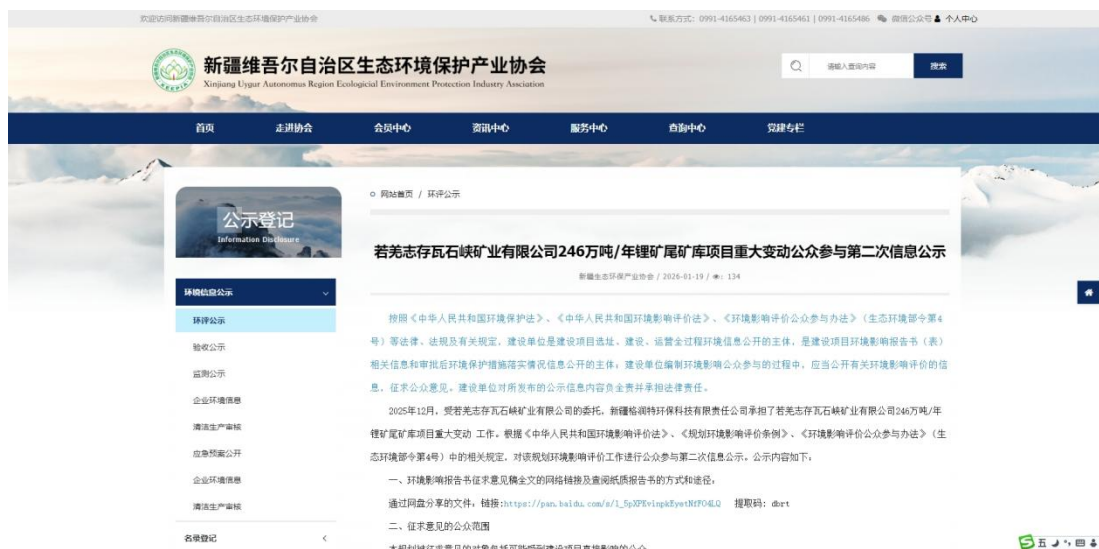 欢迎访问新疆维吾尔自治区生态环境保护产业协会
联系方式：0991-4165463 | 0991-4165461 | 0991-4165486 微信公众号 个人中心
新疆维吾尔自治区生态环境保护产业协会
Xinjiang Uygur Autonomus Region Ecologicial Environment Protection Industry Assciation
请输入查询内容
搜索
首页 走进协会 会员中心 资讯中心 服务中心 查询中心 党建专栏
公示登记
Information Disclosure
环境信息公示
环评公示
验收公示
监测公示
企业环境信息
清洁生产审核
应急预案公开
企业环境信息
清洁生产审核
名录登记
网站首页 / 环评公示
若羌志存瓦石峡矿业有限公司246万吨/年锂矿尾矿库项目重大变动公众参与第二次信息公示
新疆生态环保产业协会 / 2026-01-19 / 134
按照《中华人民共和国环境保护法》、《中华人民共和国环境影响评价法》、《环境影响评价公众参与办法》（生态环境部令第4
号）等法律、法规及有关规定，建设单位是建设项目选址、建设、运营全过程环境信息公开的主体，是建设项目环境影响报告书（表）
相关信息和审批后环境保护措施落实情况信息公开的主体；建设单位编制环境影响公众参与的过程中，应当公开有关环境影响评价的信
息，征求公众意见。建设单位对所发布的公示信息内容负全责并承担法律责任。
2025年12月，受若羌志存瓦石峡矿业有限公司的委托，新疆格润特环保科技有限责任公司承担了若羌志存瓦石峡矿业有限公司246万吨/年
锂矿尾矿库项目重大变动 工作。根据《中华人民共和国环境影响评价法》、《规划环境影响评价条例》、《环境影响评价公众参与办法》（生
态环境部令第4号）中的相关规定，对该规划环境影响评价工作进行公众参与第二次信息公示。公示内容如下：
一、环境影响报告书征求意见稿全文的网络链接及查阅纸质报告书的方式和途径：
通过网盘分享的文件，链接:https://pan.baidu.com/s/1_5pXPEvinpkEyetNfFO4LQ 提取码: dbrt
二、征求意见的公众范围
本规划被征求意见的对象包括可能受到建设项目直接影响的公众
五